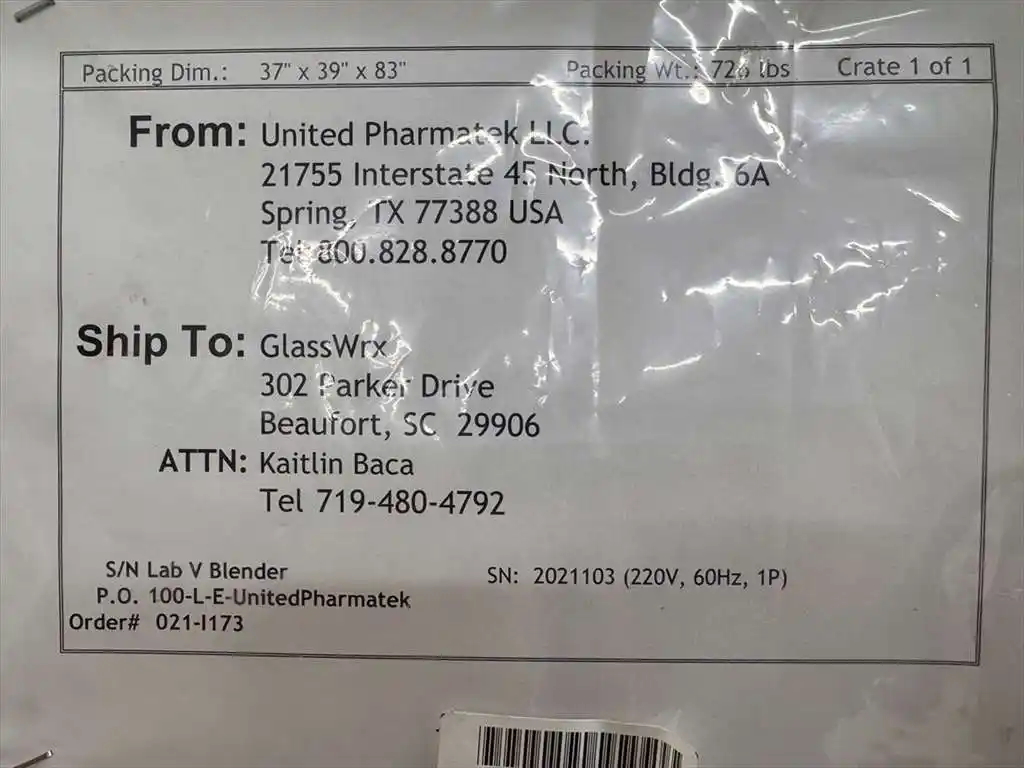 Packing Dim.: 37" x 39" x 83" Packing Wt.: lbs Crate 1 of 1
From: United Pharmatek LLC.
21755 Interstate 45 North, Bldg. 6A
Spring, TX 77388 USA
Tel 800.828.8770
Ship To: GlassWrx
302 Parker Drive
Beaufort, SC 29906
ATTN: Kaitlin Baca
Tel 719-480-4792
S/N Lab V Blender SN: 2021103 (220V, 60Hz, 1P)
P.O. 100-L-E-UnitedPharmatek
Order# 021-I173